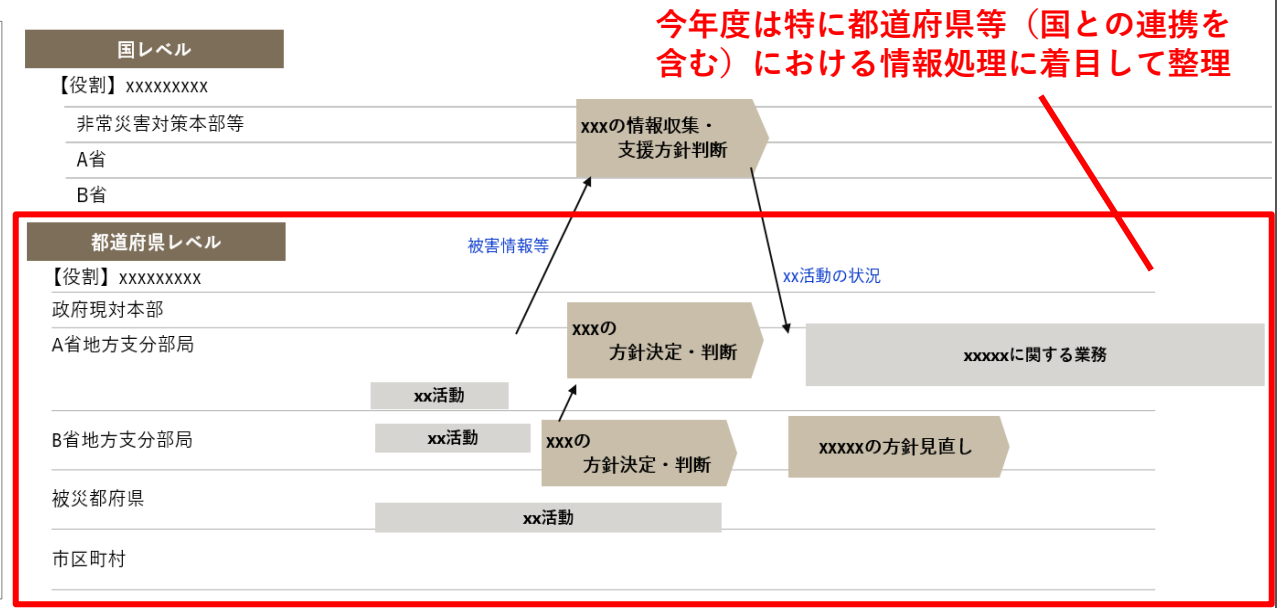 今年度は特に都道府県等（国との連携を
含む）における情報処理に着目して整理
国レベル
【役割】xxxxxxxxx
非常災害対策本部等
A省
B省
xxxの情報収集・
支援方針判断
都道府県レベル
【役割】xxxxxxxxx
政府現対本部
A省地方支分部局
B省地方支分部局
被災都府県
市区町村
被害情報等
xx活動の状況
xxxの
方針決定・判断
xxxxxに関する業務
xx活動
xx活動
xxxの
方針決定・判断
xxxxxの方針見直し
xx活動